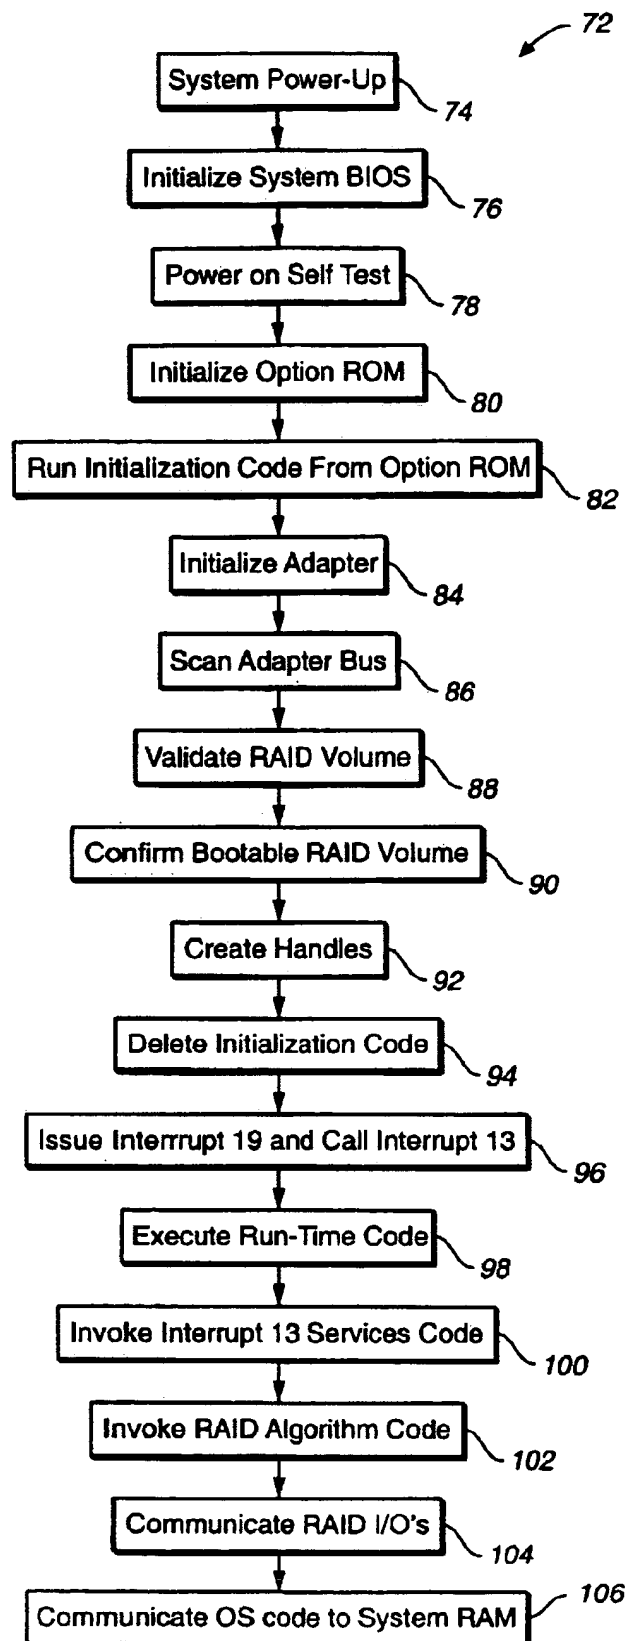 72
System Power-Up
74
Initialize System BIOS
76
Power on Self Test
78
Initialize Option ROM
80
Run Initialization Code From Option ROM
82
Initialize Adapter
84
Scan Adapter Bus
86
Validate RAID Volume
88
Confirm Bootable RAID Volume
90
Create Handles
92
Delete Initialization Code
94
Issue Interrrupt 19 and Call Interrupt 13
96
Execute Run-Time Code
98
Invoke Interrupt 13 Services Code
100
Invoke RAID Algorithm Code
102
Communicate RAID I/O's
104
Communicate OS code to System RAM
106